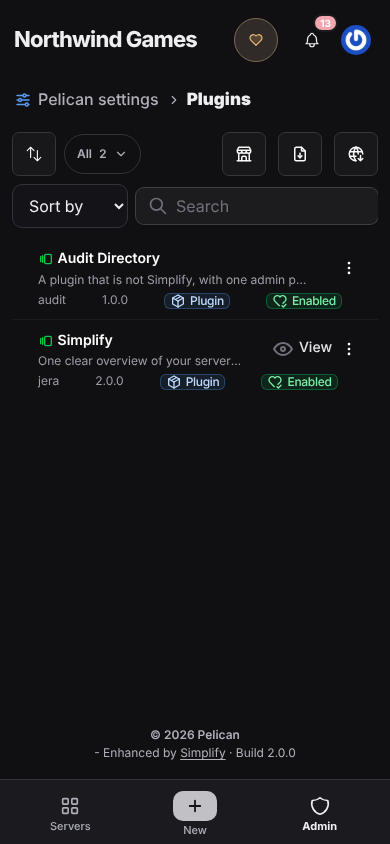 Northwind Games
13
Pelican settings > Plugins
All 2
Sort by
Search
Audit Directory
A plugin that is not Simplify, with one admin p...
audit 1.0.0 Plugin Enabled
Simplify
View
One clear overview of your server...
jera 2.0.0 Plugin Enabled
© 2026 Pelican
- Enhanced by Simplify · Build 2.0.0
Servers
New
Admin